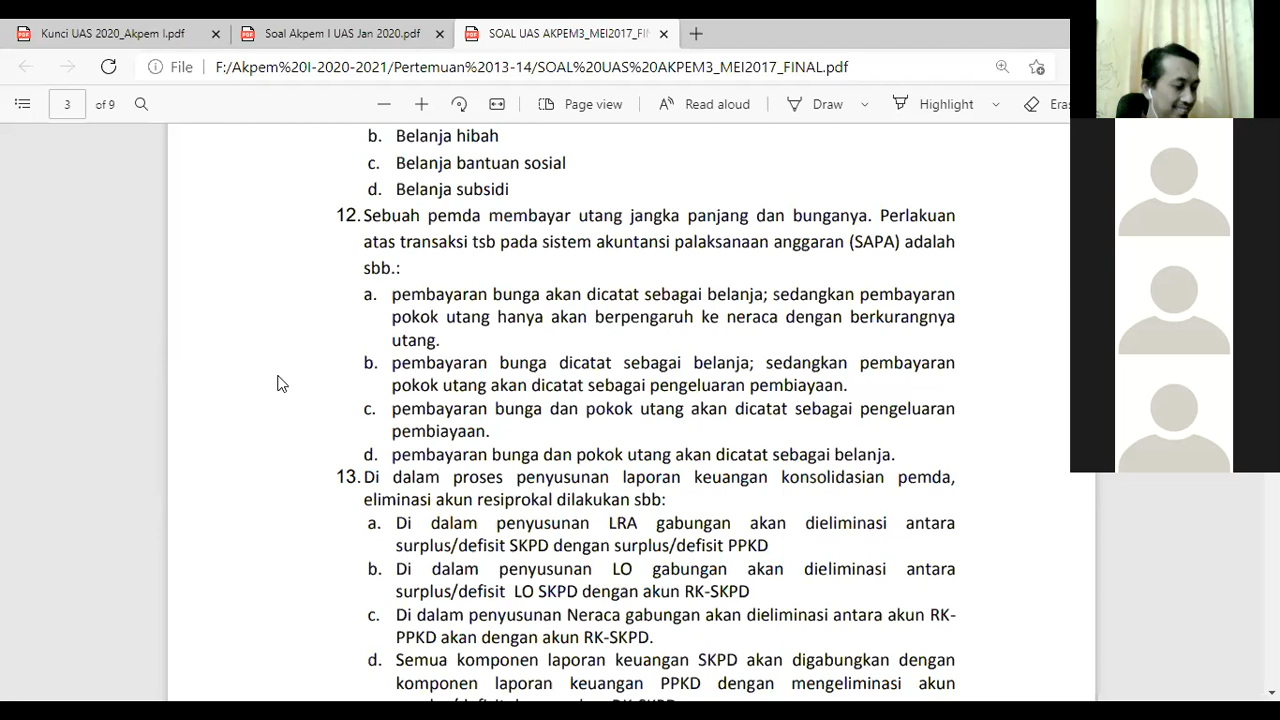 Kunci UAS 2020_Akpem I.pdf
Soal Akpem I UAS Jan 2020.pdf
SOAL UAS AKPEM3_MEI2017_FIN
File
F:/Akpem%20I-2020-2021/Pertemuan%2013-14/SOAL%20UAS%20AKPEM3_MEI2017_FINAL.pdf
3 of 9
Page view
Read aloud
Draw
Highlight
Eras
b. Belanja hibah
c. Belanja bantuan sosial
d. Belanja subsidi
12. Sebuah pemda membayar utang jangka panjang dan bunganya. Perlakuan
atas transaksi tsb pada sistem akuntansi palaksanaan anggaran (SAPA) adalah
sbb.:
a. pembayaran bunga akan dicatat sebagai belanja; sedangkan pembayaran
pokok utang hanya akan berpengaruh ke neraca dengan berkurangnya
utang.
b. pembayaran bunga dicatat sebagai belanja; sedangkan pembayaran
pokok utang akan dicatat sebagai pengeluaran pembiayaan.
c. pembayaran bunga dan pokok utang akan dicatat sebagai pengeluaran
pembiayaan.
d. pembayaran bunga dan pokok utang akan dicatat sebagai belanja.
13. Di dalam proses penyusunan laporan keuangan konsolidasian pemda,
eliminasi akun resiprokal dilakukan sbb:
a. Di dalam penyusunan LRA gabungan akan dieliminasi antara
surplus/defisit SKPD dengan surplus/defisit PPKD
b. Di dalam penyusunan LO gabungan akan dieliminasi antara
surplus/defisit LO SKPD dengan akun RK-SKPD
c. Di dalam penyusunan Neraca gabungan akan dieliminasi antara akun RK-
PPKD akan dengan akun RK-SKPD.
d. Semua komponen laporan keuangan SKPD akan digabungkan dengan
komponen laporan keuangan PPKD dengan mengeliminasi akun